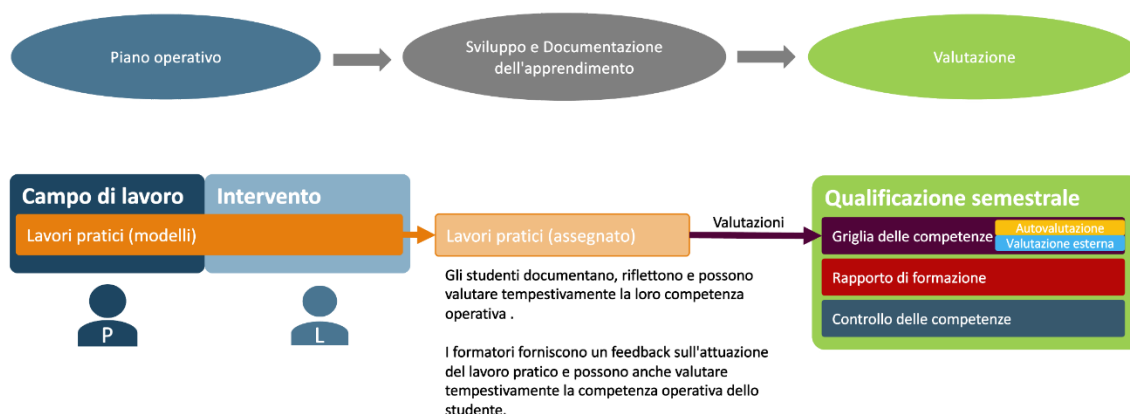 Piano operativo
Sviluppo e Documentazione
dell'apprendimento
Valutazione
Campo di lavoro
Intervento
Lavori pratici (modelli)
Lavori pratici (assegnato)
Valutazioni
Qualificazione semestrale
Griglia delle competenze
Autovalutazione
Valutazione esterna
Rapporto di formazione
Controllo delle competenze
P
L
Gli studenti documentano, riflettono e possono
valutare tempestivamente la loro competenza
operativa .
I formatori forniscono un feedback sull'attuazione
del lavoro pratico e possono anche valutare
tempestivamente la competenza operativa dello
studente.